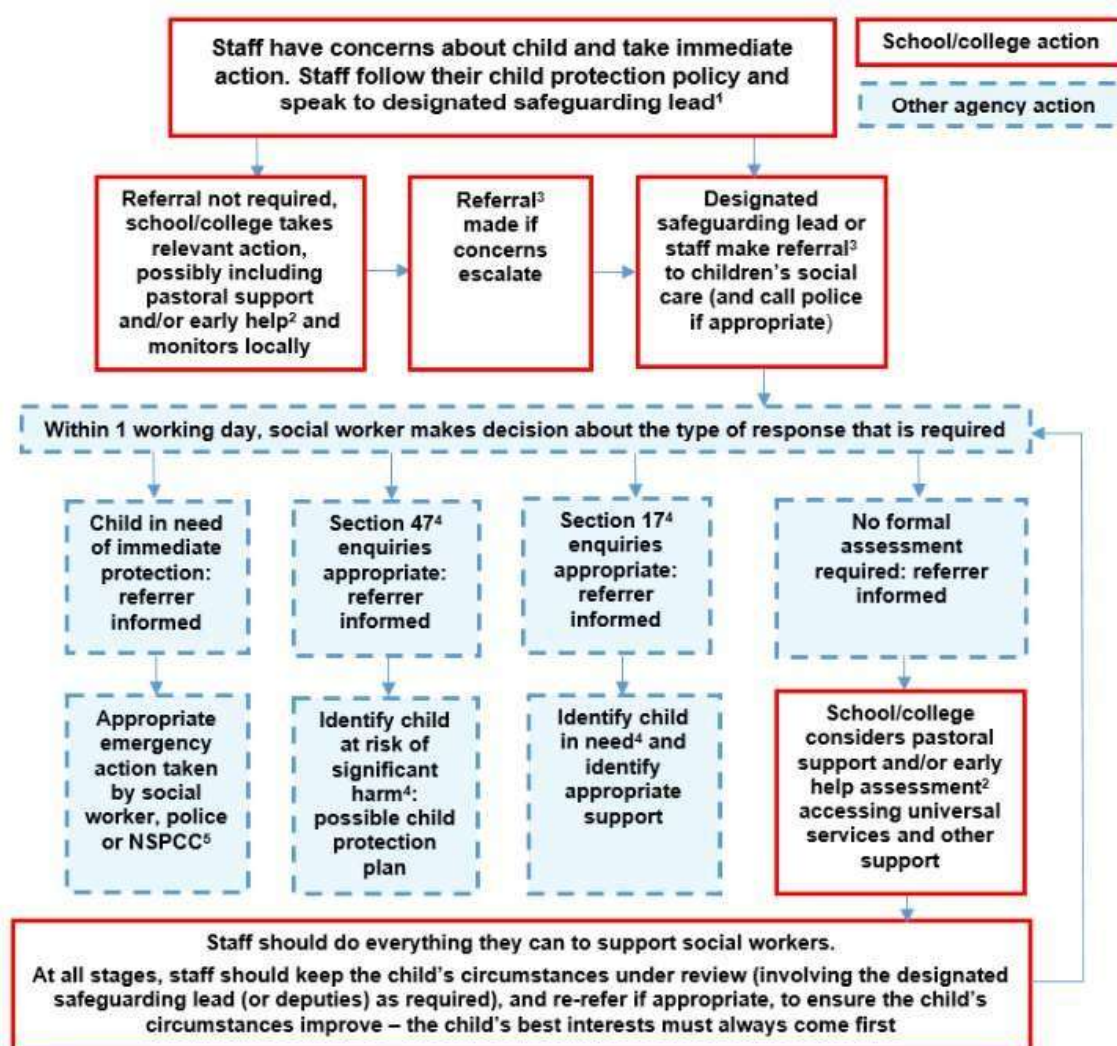 Staff have concerns about child and take immediate
action. Staff follow their child protection policy and
speak to designated safeguarding lead¹
School/college action
Other agency action
Referral not required,
school/college takes
relevant action,
possibly including
pastoral support
and/or early help² and
monitors locally
Referral³
made if
concerns
escalate
Designated
safeguarding lead or
staff make referral³
to children's social
care (and call police
if appropriate)
Within 1 working day, social worker makes decision about the type of response that is required
Child in need
of immediate
protection:
referrer
informed
Section 47⁴
enquiries
appropriate:
referrer
informed
Section 17⁴
enquiries
appropriate:
referrer
informed
No formal
assessment
required: referrer
informed
Appropriate
emergency
action taken
by social
worker, police
or NSPCC⁵
Identify child
at risk of
significant
harm⁴:
possible child
protection
plan
Identify child
in need⁴ and
identify
appropriate
support
School/college
considers pastoral
support and/or early
help assessment²
accessing universal
services and other
support
Staff should do everything they can to support social workers.
At all stages, staff should keep the child's circumstances under review (involving the designated
safeguarding lead (or deputies) as required), and re-refer if appropriate, to ensure the child's
circumstances improve – the child's best interests must always come first